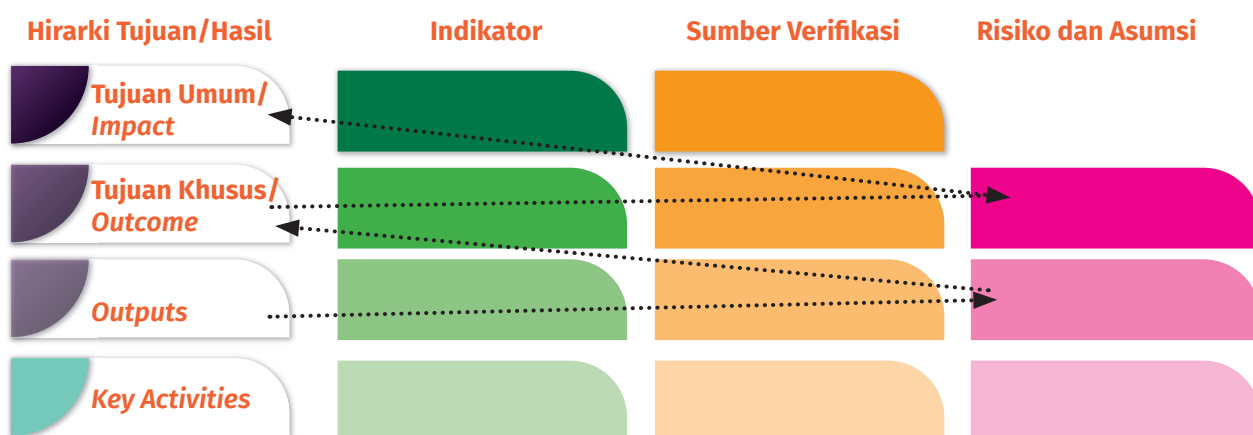 Hirarki Tujuan/Hasil
Indikator
Sumber Verifikasi
Risiko dan Asumsi
Tujuan Umum/
Impact
Tujuan Khusus/
Outcome
Outputs
Key Activities